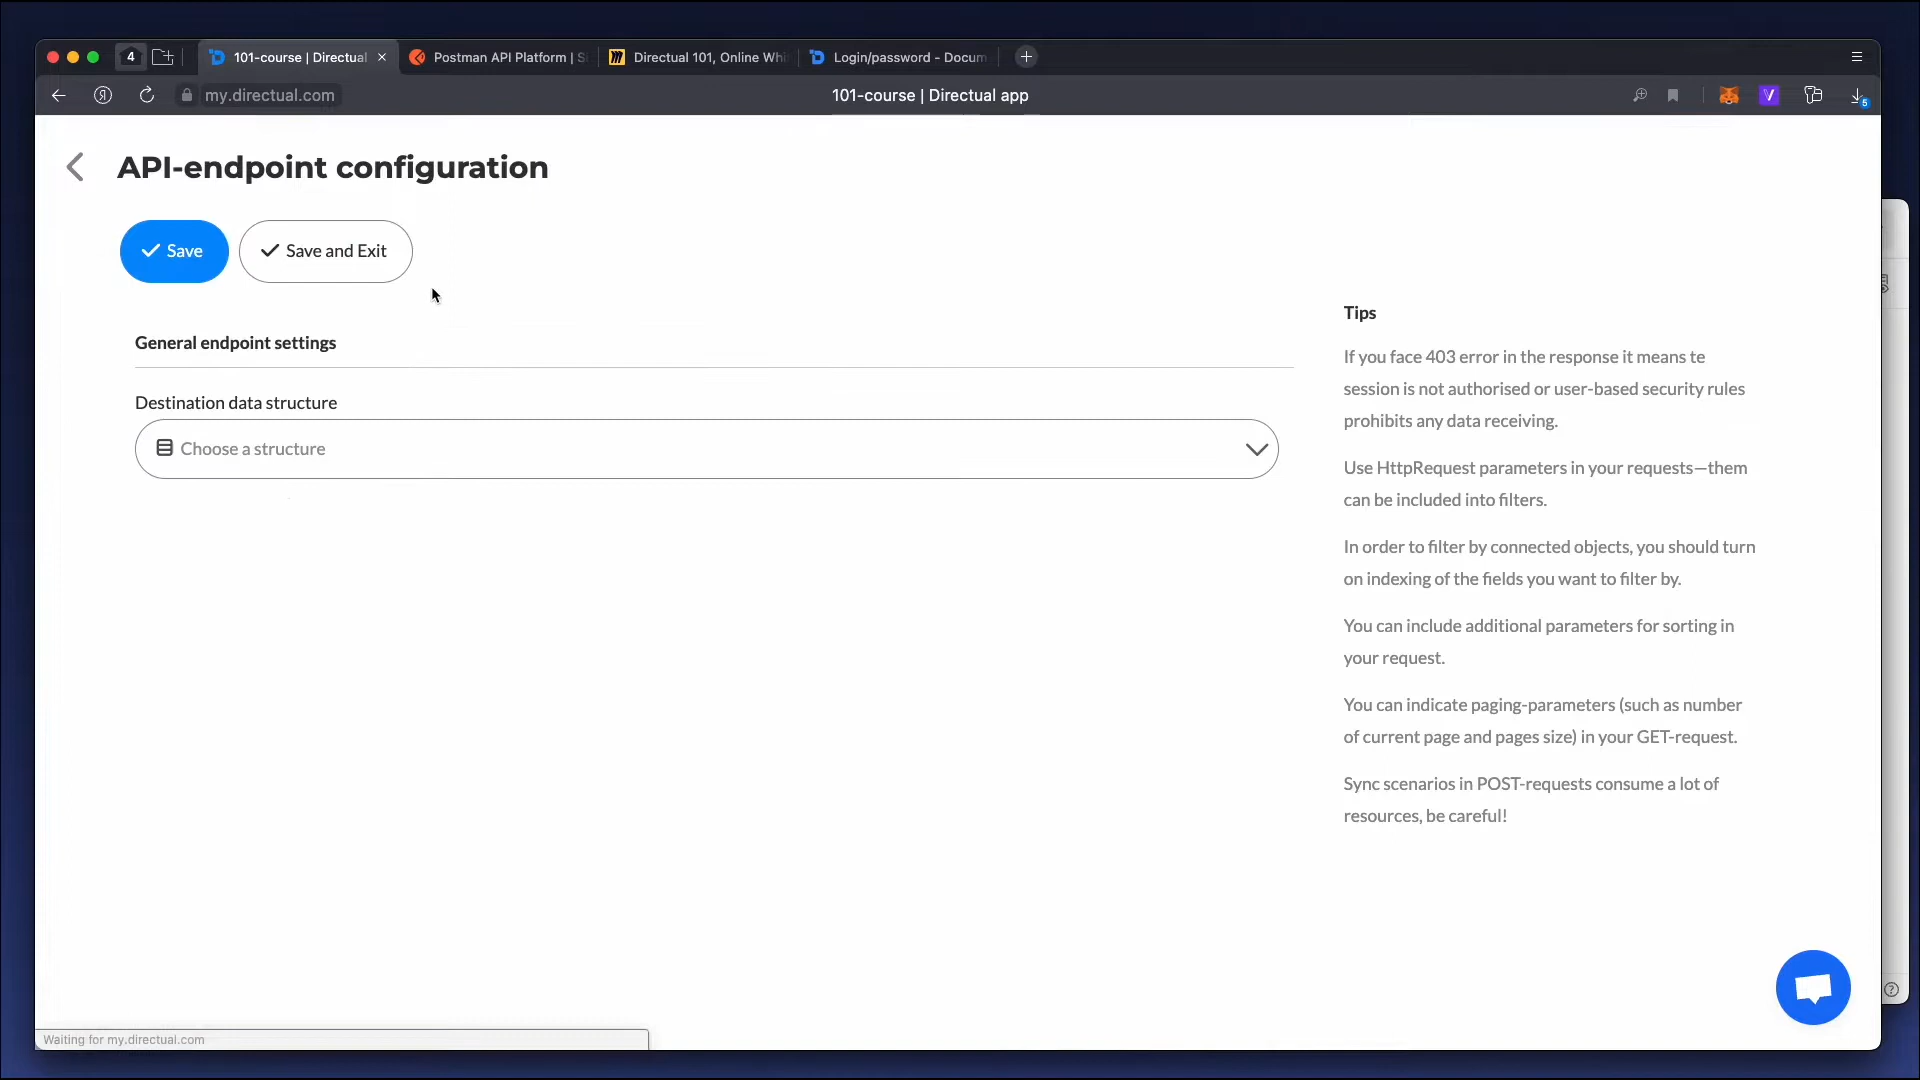 4
101-course | Directual
Postman API Platform | S
Directual 101, Online Whi
Login/password - Docum
my.directual.com
101-course | Directual app
V
5
API-endpoint configuration
Save
Save and Exit
General endpoint settings
Destination data structure
Choose a structure
Tips
If you face 403 error in the response it means te
session is not authorised or user-based security rules
prohibits any data receiving.
Use HttpRequest parameters in your requests—them
can be included into filters.
In order to filter by connected objects, you should turn
on indexing of the fields you want to filter by.
You can include additional parameters for sorting in
your request.
You can indicate paging-parameters (such as number
of current page and pages size) in your GET-request.
Sync scenarios in POST-requests consume a lot of
resources, be careful!
Waiting for my.directual.com